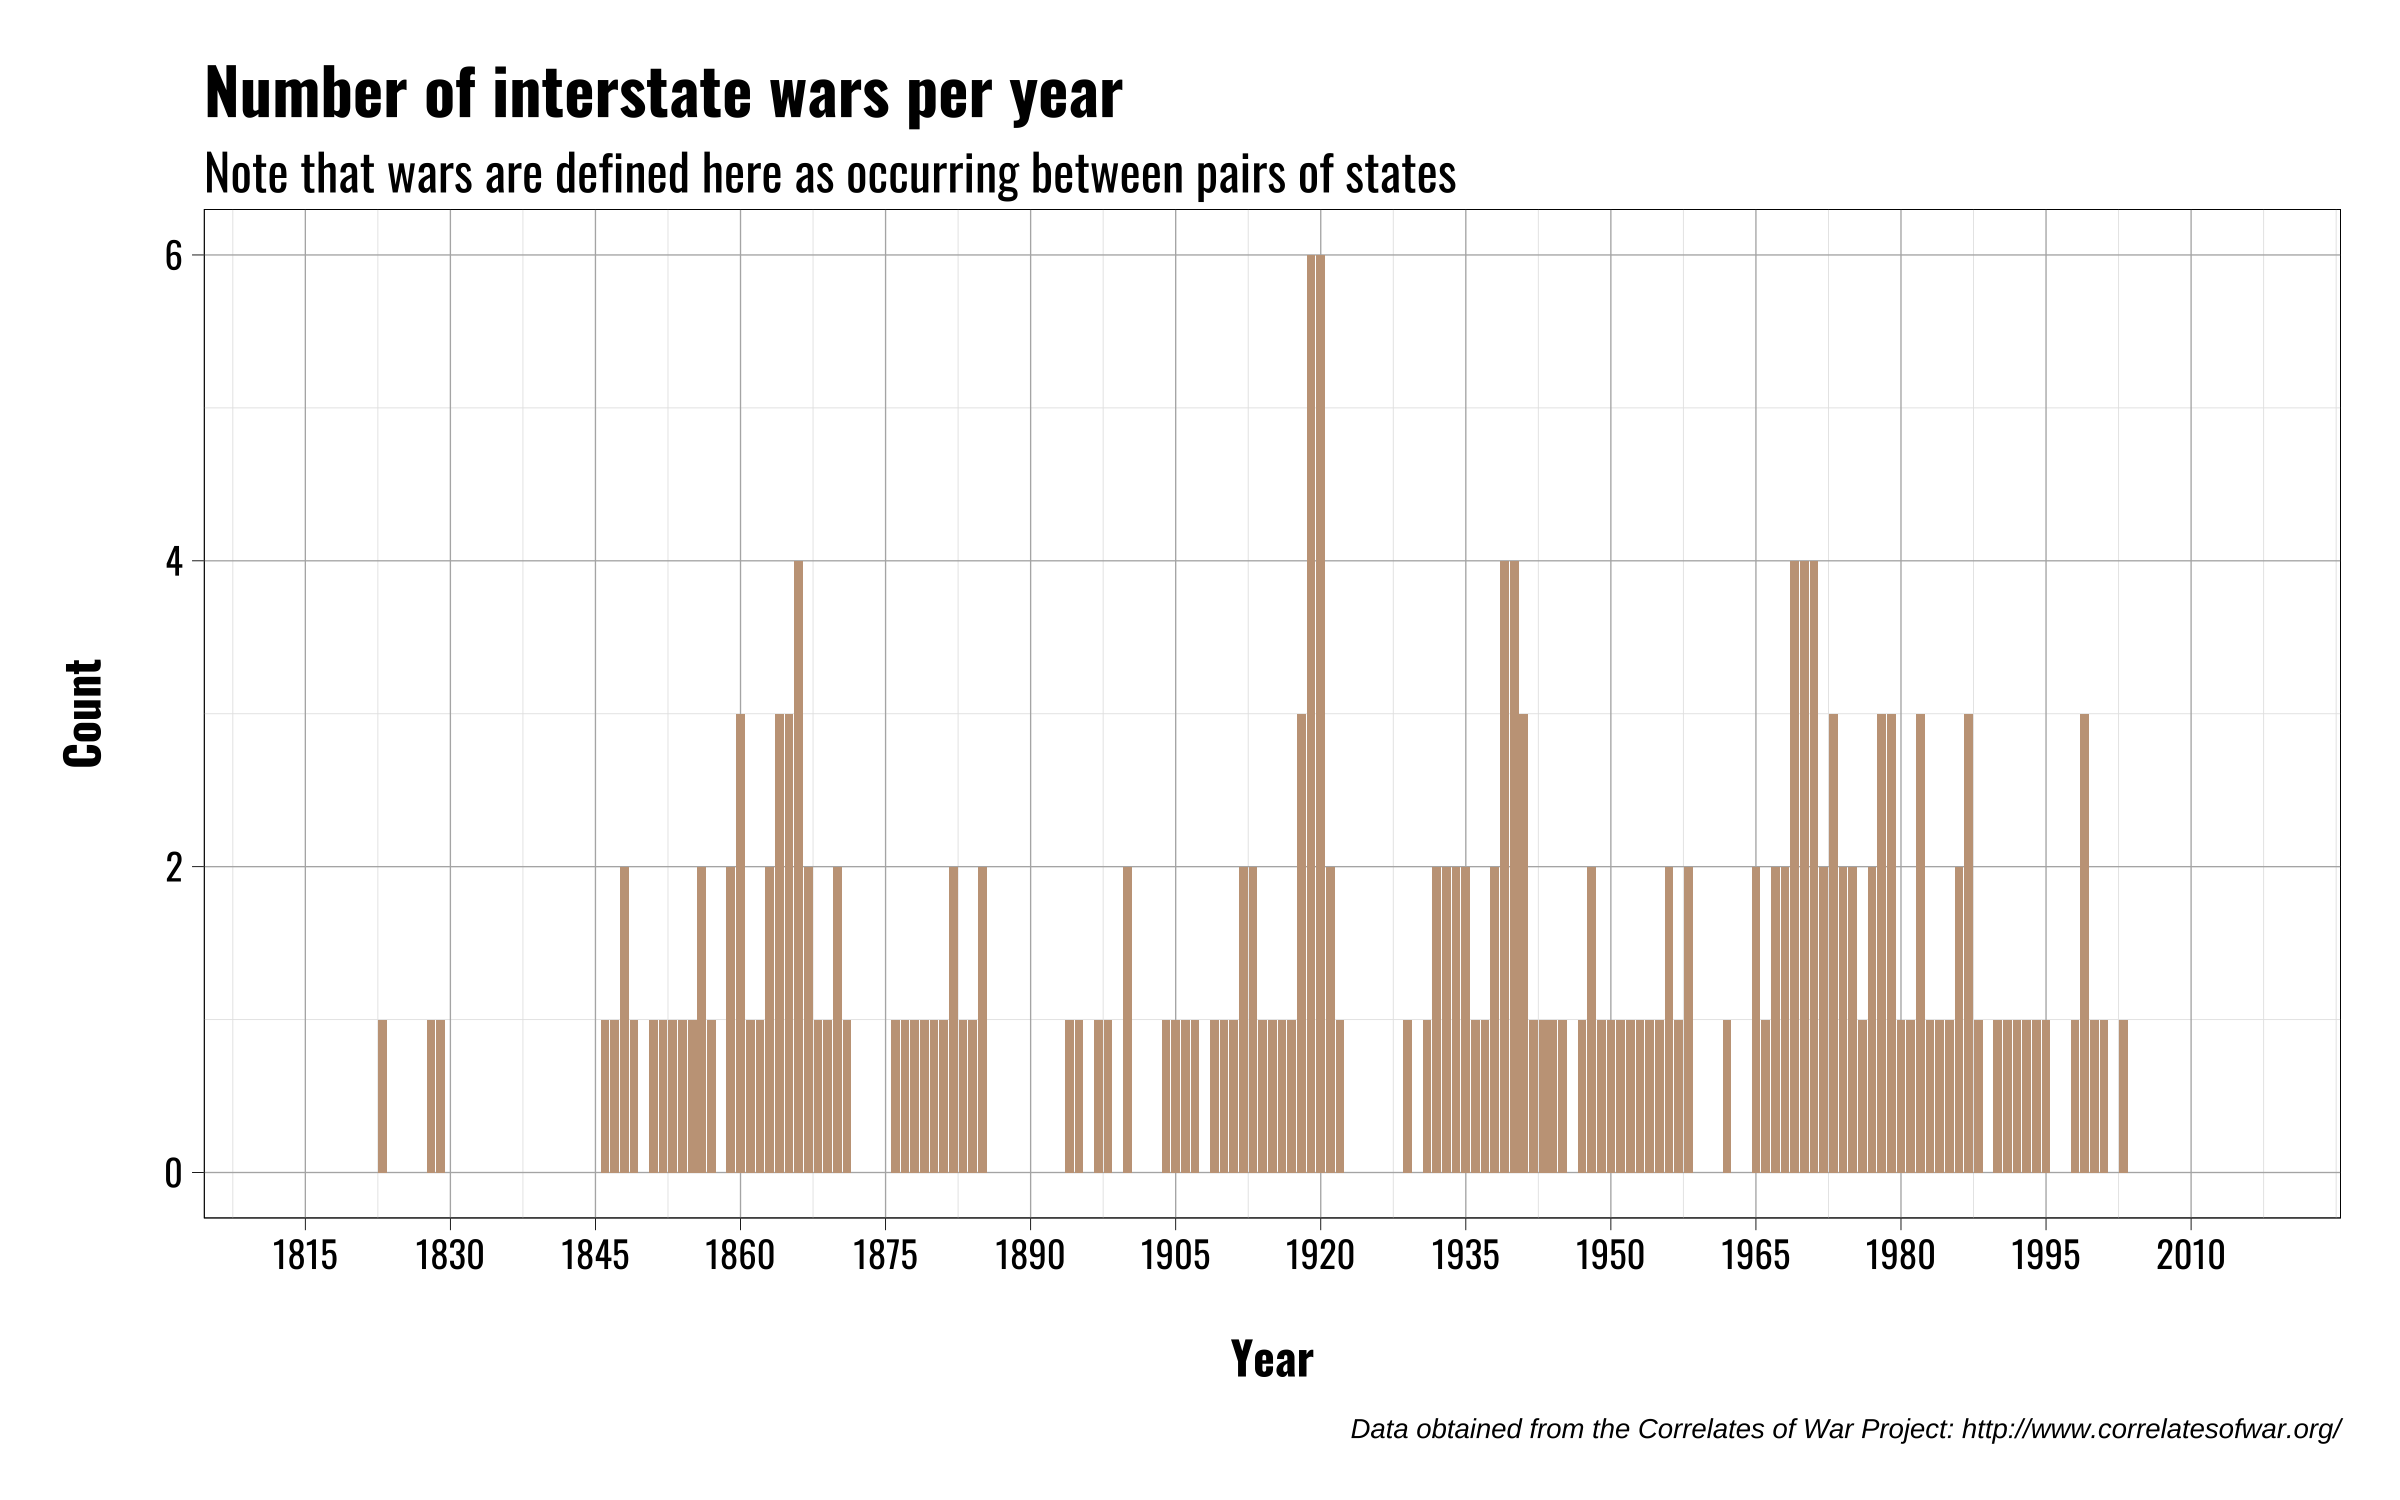 Number of interstate wars per year
Note that wars are defined here as occurring between pairs of states
6
4
2
0
Count
1815 1830 1845 1860 1875 1890 1905 1920 1935 1950 1965 1980 1995 2010
Year
Data obtained from the Correlates of War Project: http://www.correlatesofwar.org/